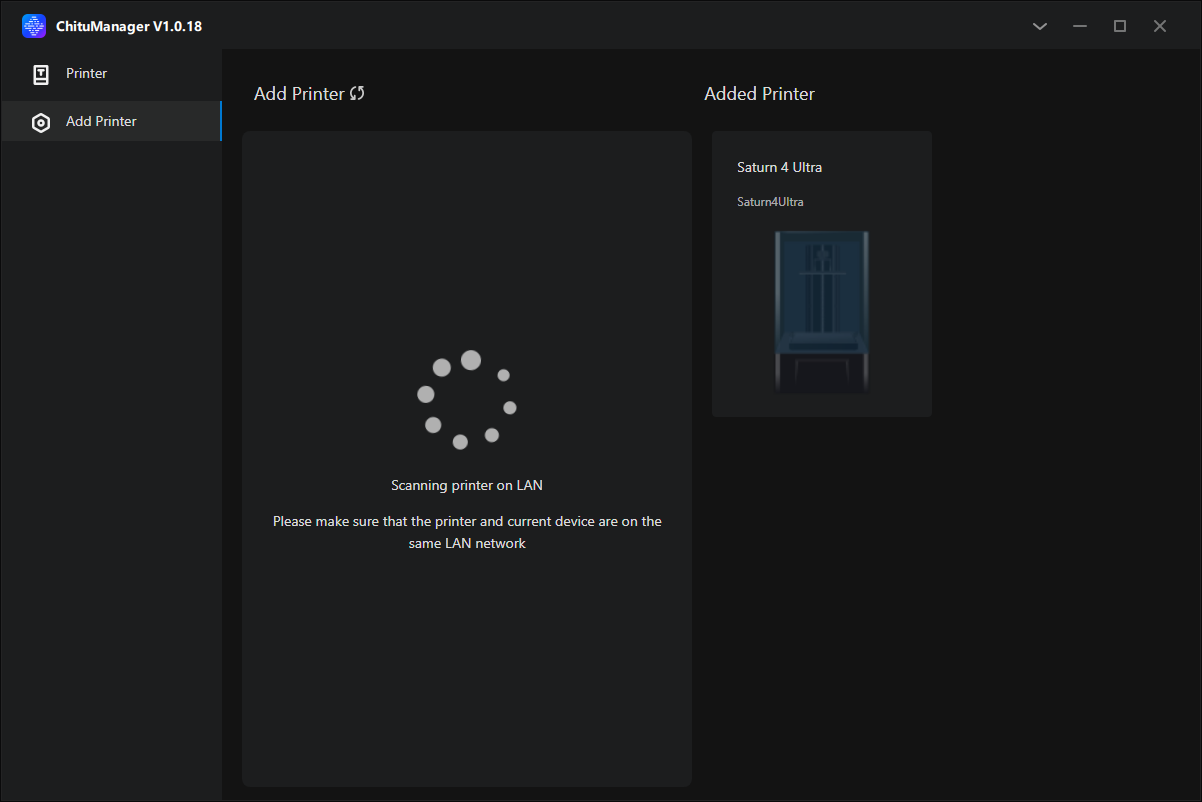 ChituManager V1.0.18
Printer
Add Printer
Add Printer
Added Printer
Saturn 4 Ultra
Saturn4Ultra
Scanning printer on LAN
Please make sure that the printer and current device are on the
same LAN network